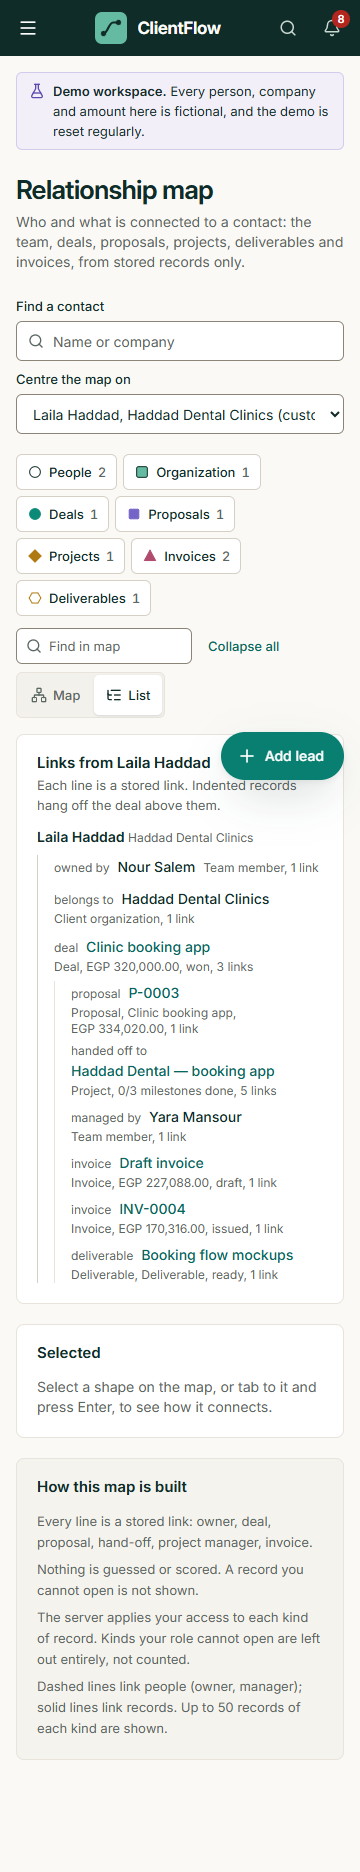 ClientFlow
8
Demo workspace. Every person, company
and amount here is fictional, and the demo is
reset regularly.
Relationship map
Who and what is connected to a contact: the
team, deals, proposals, projects, deliverables and
invoices, from stored records only.
Find a contact
Name or company
Centre the map on
Laila Haddad, Haddad Dental Clinics (custo
People 2
Organization 1
Deals 1
Proposals 1
Projects 1
Invoices 2
Deliverables 1
Find in map
Collapse all
Map
List
Add lead
Links from Laila Haddad
Each line is a stored link. Indented records
hang off the deal above them.
Laila Haddad Haddad Dental Clinics
owned by Nour Salem Team member, 1 link
belongs to Haddad Dental Clinics
Client organization, 1 link
deal Clinic booking app
Deal, EGP 320,000.00, won, 3 links
proposal P-0003
Proposal, Clinic booking app,
EGP 334,020.00, 1 link
handed off to
Haddad Dental — booking app
Project, 0/3 milestones done, 5 links
managed by Yara Mansour
Team member, 1 link
invoice Draft invoice
Invoice, EGP 227,088.00, draft, 1 link
invoice INV-0004
Invoice, EGP 170,316.00, issued, 1 link
deliverable Booking flow mockups
Deliverable, Deliverable, ready, 1 link
Selected
Select a shape on the map, or tab to it and
press Enter, to see how it connects.
How this map is built
Every line is a stored link: owner, deal,
proposal, hand-off, project manager, invoice.
Nothing is guessed or scored. A record you
cannot open is not shown.
The server applies your access to each kind
of record. Kinds your role cannot open are left
out entirely, not counted.
Dashed lines link people (owner, manager);
solid lines link records. Up to 50 records of
each kind are shown.